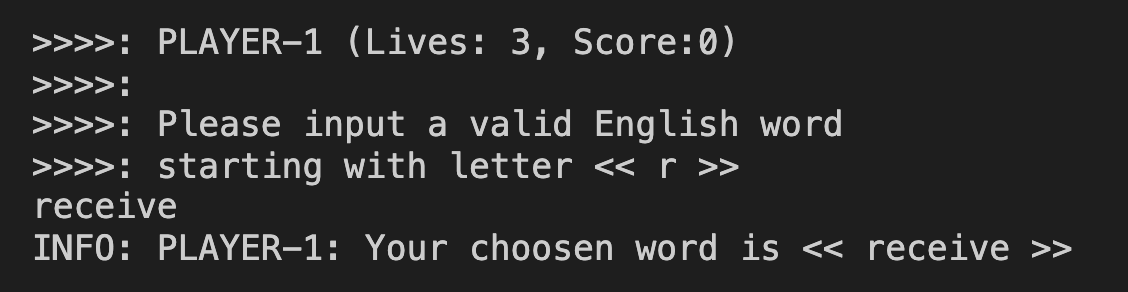 >>>>: PLAYER-1 (Lives: 3, Score:0)
>>>>:
>>>>: Please input a valid English word
>>>>: starting with letter << r >>
receive
INFO: PLAYER-1: Your choosen word is << receive >>